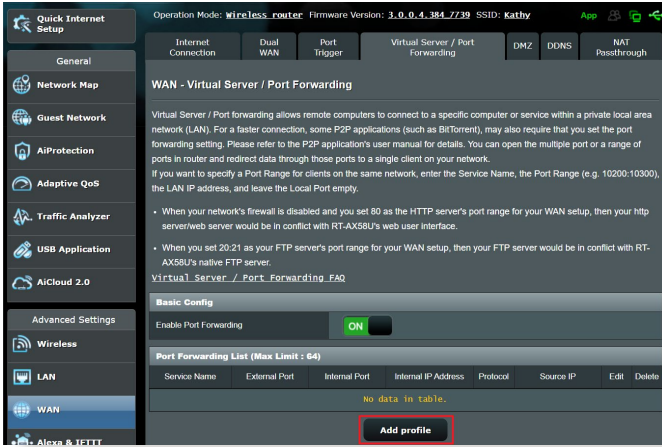 Quick Internet
Setup
General
Network Map
Guest Network
AiProtection
Adaptive QoS
Traffic Analyzer
USB Application
AiCloud 2.0
Advanced Settings
Wireless
LAN
WAN
Alexa & IFTTT
Operation Mode: Wireless router Firmware Version: 3.0.0.4.384_7739 SSID: Kathy
App
Internet
Connection
Dual
WAN
Port
Trigger
Virtual Server / Port
Forwarding
DMZ
DDNS
NAT
Passthrough
WAN - Virtual Server / Port Forwarding
Virtual Server / Port forwarding allows remote computers to connect to a specific computer or service within a private local area
network (LAN). For a faster connection, some P2P applications (such as BitTorrent), may also require that you set the port
forwarding setting. Please refer to the P2P application's user manual for details. You can open the multiple port or a range of
ports in router and redirect data through those ports to a single client on your network.
If you want to specify a Port Range for clients on the same network, enter the Service Name, the Port Range (e.g. 10200:10300),
the LAN IP address, and leave the Local Port empty.
• When your network's firewall is disabled and you set 80 as the HTTP server's port range for your WAN setup, then your http
server/web server would be in conflict with RT-AX58U's web user interface.
• When you set 20:21 as your FTP server's port range for your WAN setup, then your FTP server would be in conflict with RT-
AX58U's native FTP server.
Virtual Server / Port Forwarding FAQ
Basic Config
Enable Port Forwarding
ON
Port Forwarding List (Max Limit : 64)
Service Name External Port Internal Port Internal IP Address Protocol Source IP Edit Delete
No data in table.
Add profile